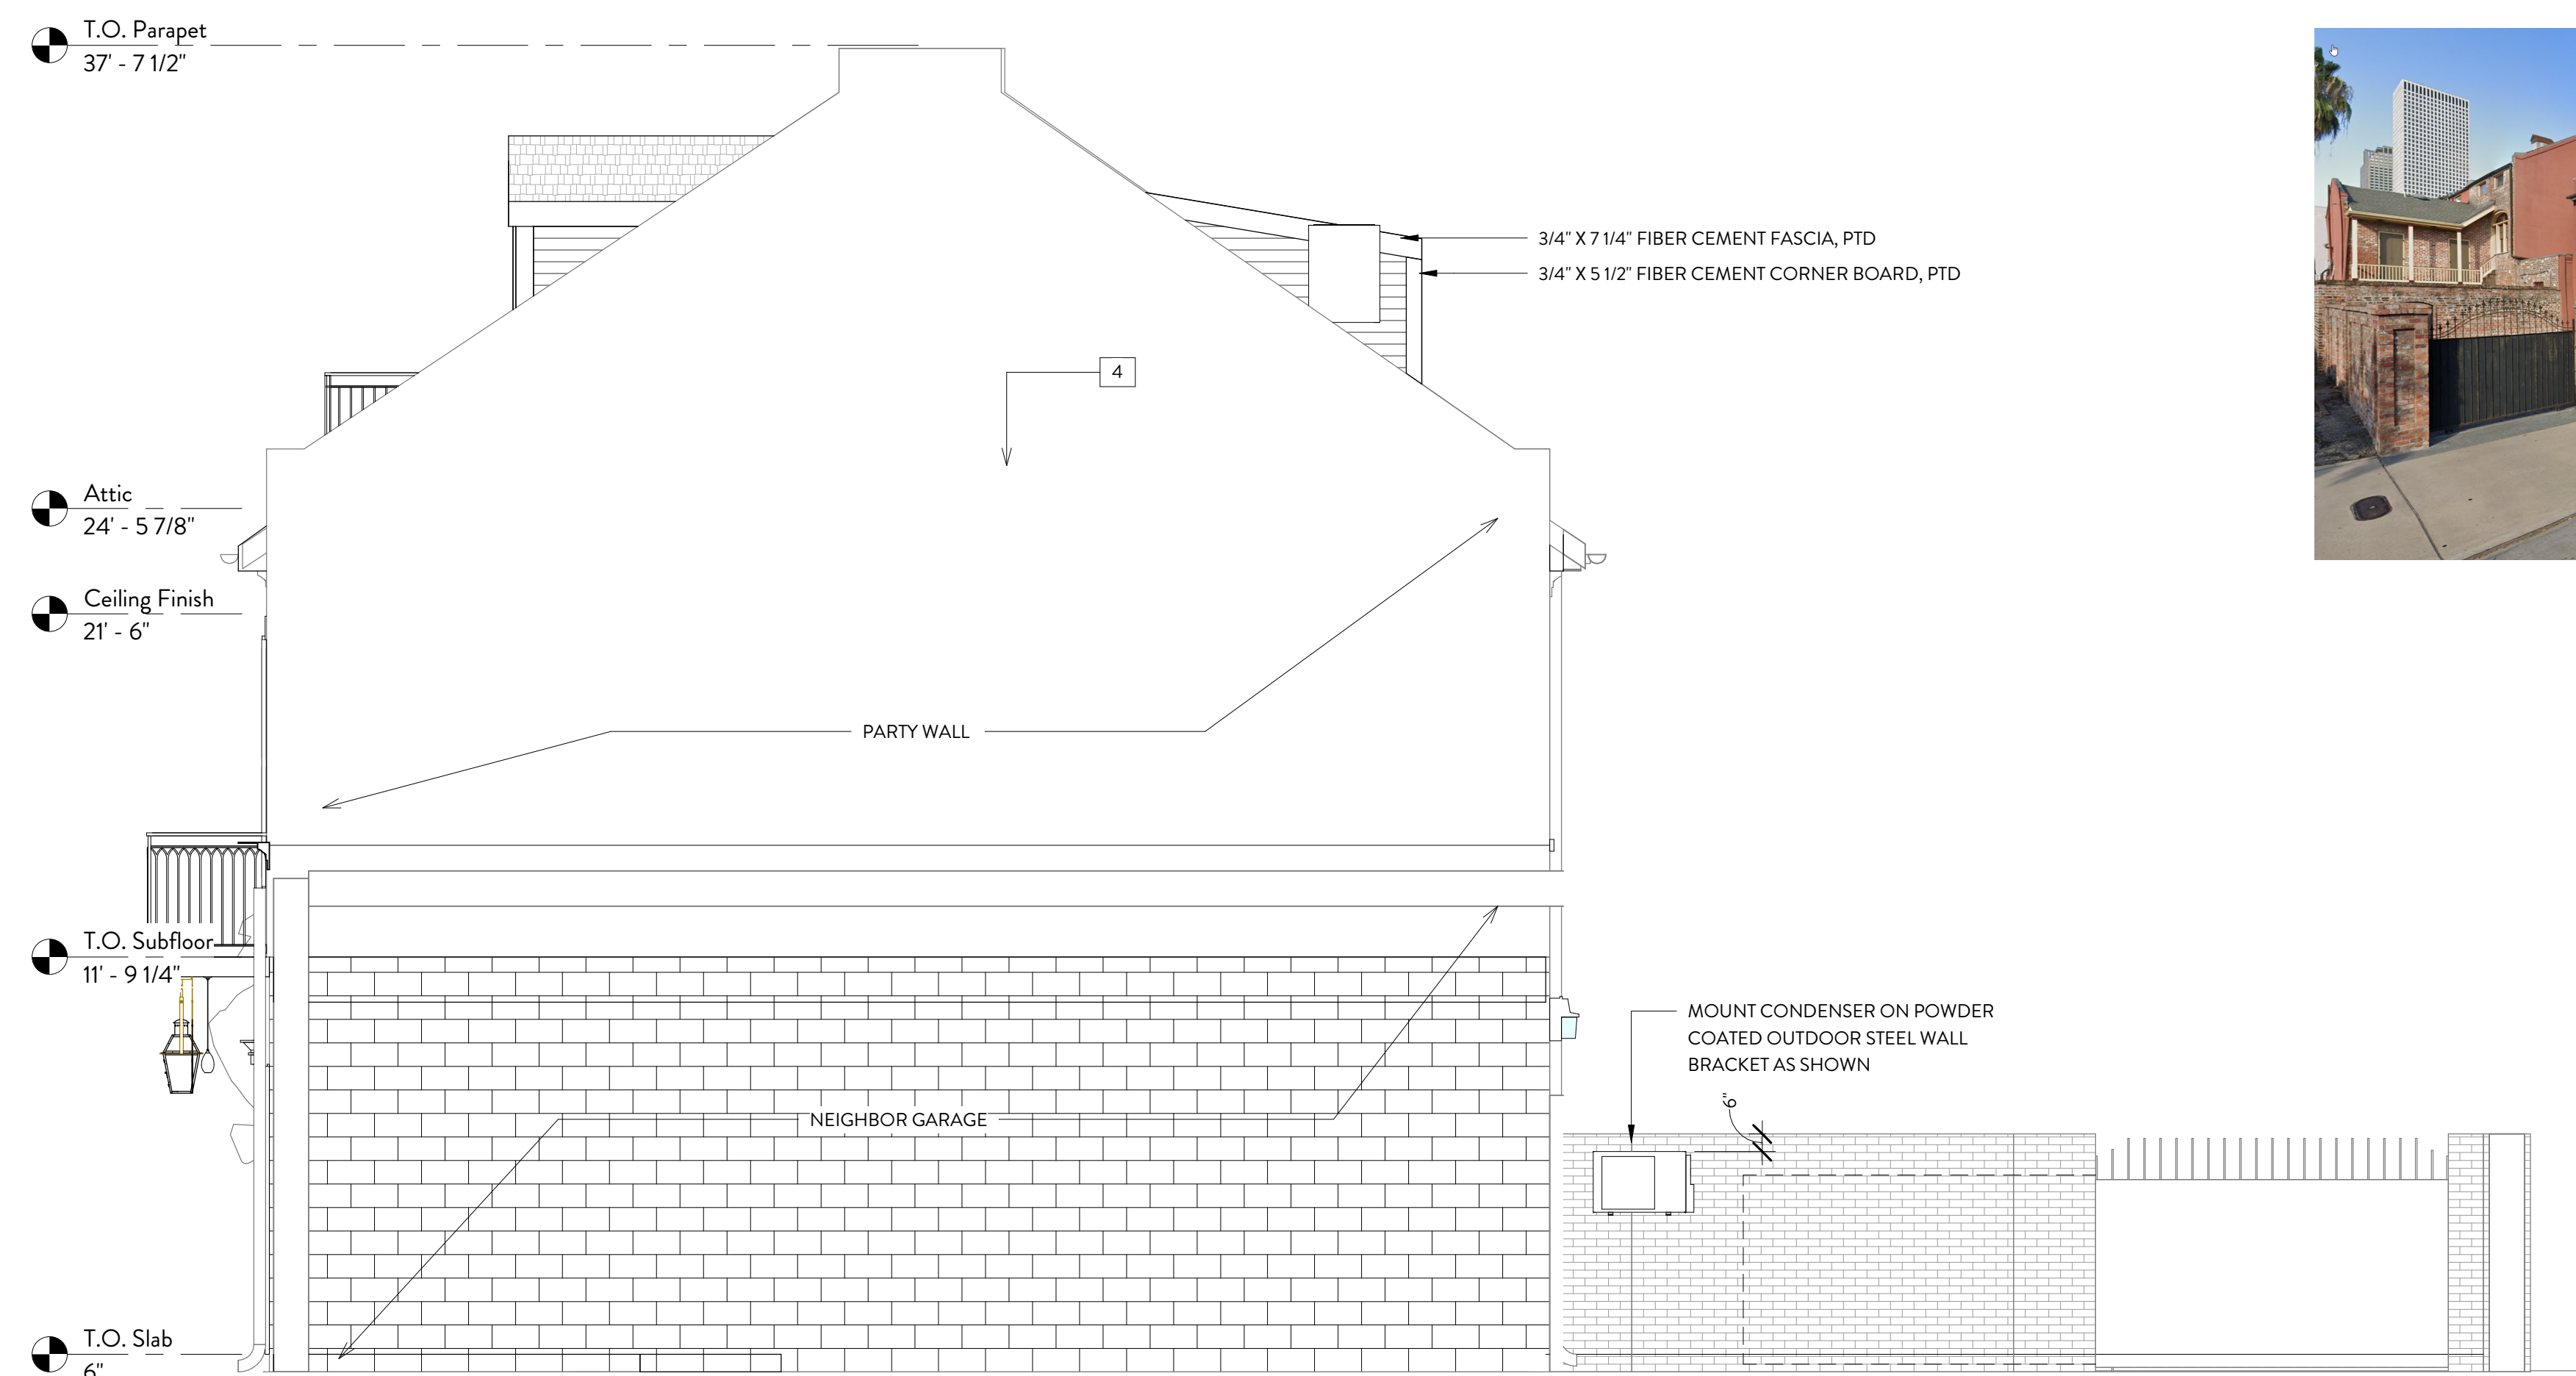 T.O. Parapet
37' - 7 1/2"
3/4" X 7 1/4" FIBER CEMENT FASCIA, PTD
3/4" X 5 1/2" FIBER CEMENT CORNER BOARD, PTD
4
Attic
24' - 5 7/8"
Ceiling Finish
21' - 6"
PARTY WALL
T.O. Subfloor
11' - 9 1/4"
MOUNT CONDENSER ON POWDER
COATED OUTDOOR STEEL WALL
BRACKET AS SHOWN
6"
NEIGHBOR GARAGE
T.O. Slab
6"